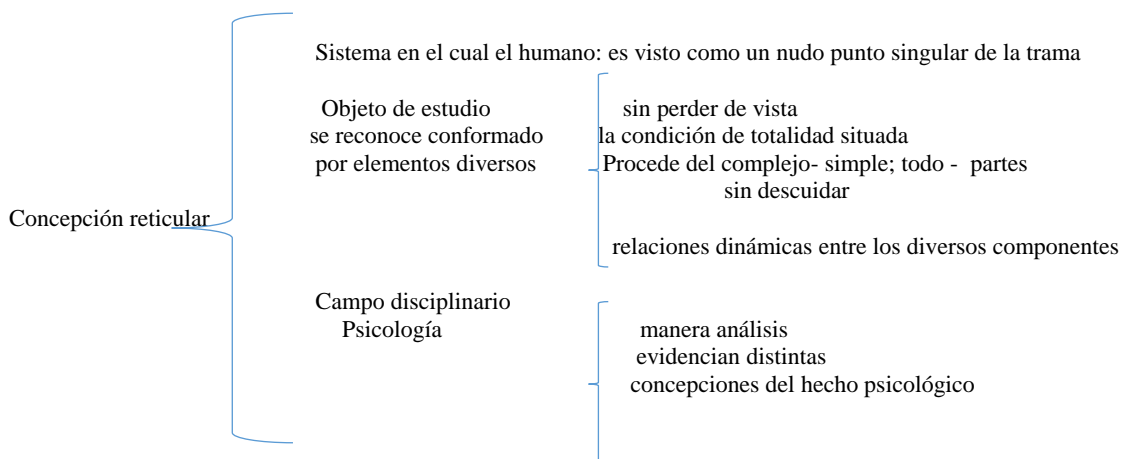 Sistema en el cual el humano: es visto como un nudo punto singular de la trama
Objeto de estudio
se reconoce conformado
por elementos diversos
sin perder de vista
la condición de totalidad situada
Procede del complejo- simple; todo - partes
sin descuidar
relaciones dinámicas entre los diversos componentes
Concepción reticular
Campo disciplinario
Psicología
manera análisis
evidencian distintas
concepciones del hecho psicológico